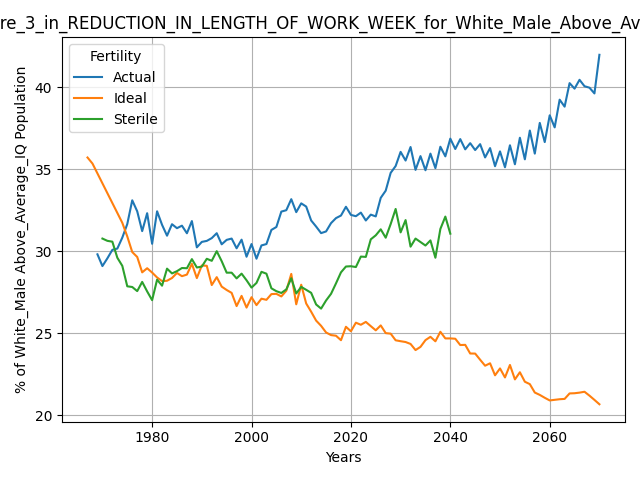 re_3_in_REDUCTION_IN_LENGTH_OF_WORK_WEEK_for_White_Male_Above_Av
Fertility
Actual
Ideal
Sterile
% of White_Male Above_Average_IQ Population
40
35
30
25
20
1980
2000
2020
2040
2060
Years